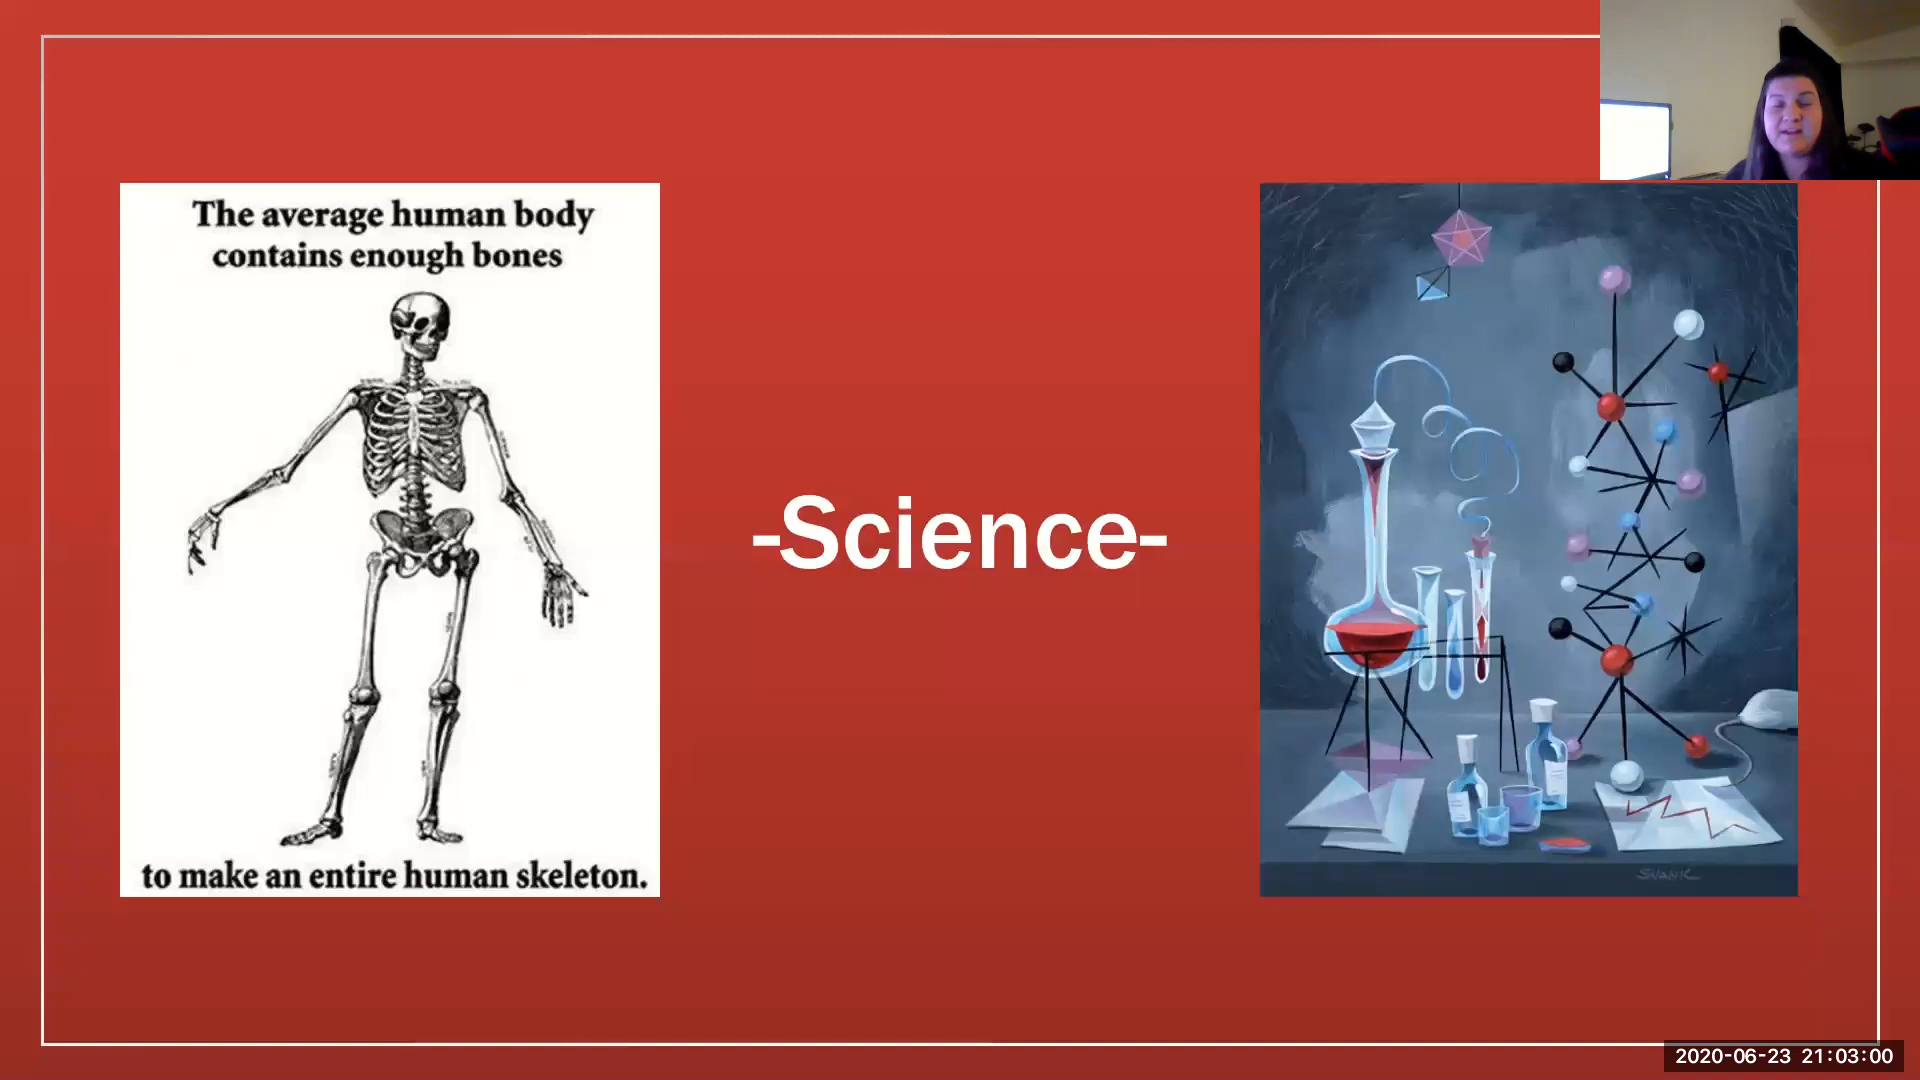 The average human body
contains enough bones
to make an entire human skeleton.
-Science-
SHANIC
2020-06-23 21:03:00